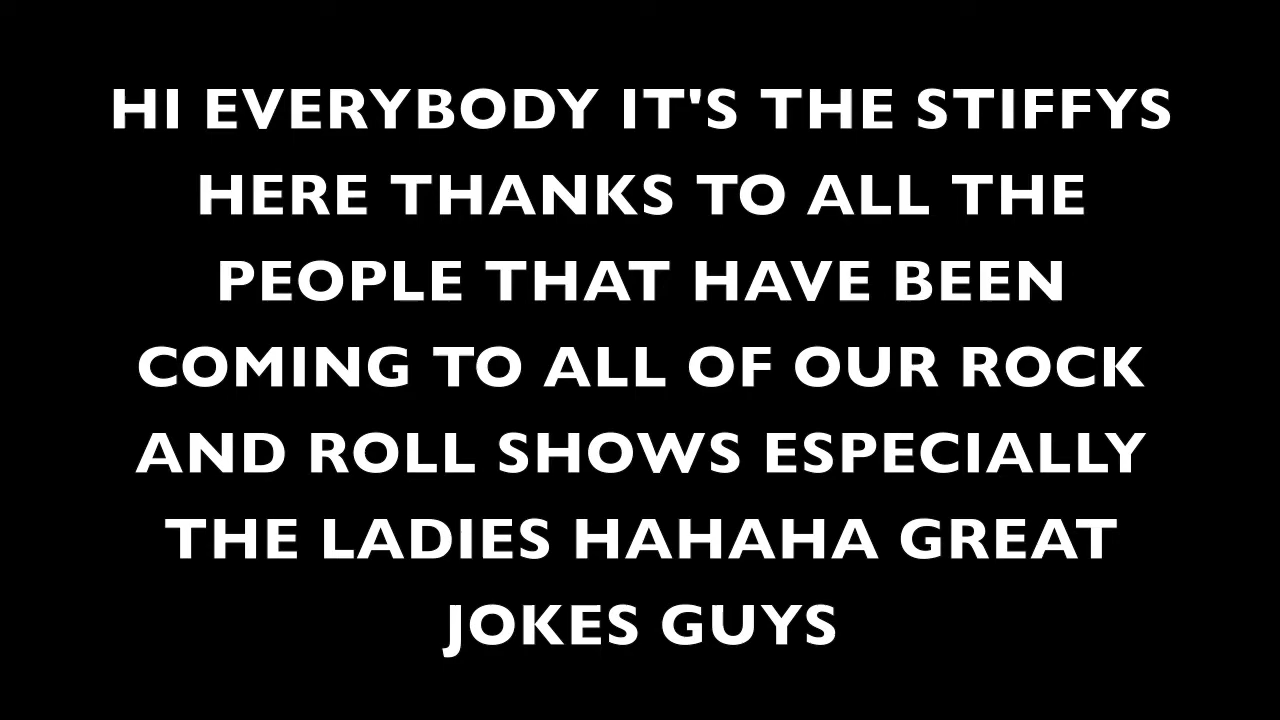 HI EVERYBODY IT'S THE STIFFYS
HERE THANKS TO ALL THE
PEOPLE THAT HAVE BEEN
COMING TO ALL OF OUR ROCK
AND ROLL SHOWS ESPECIALLY
THE LADIES HAHAHA GREAT
JOKES GUYS